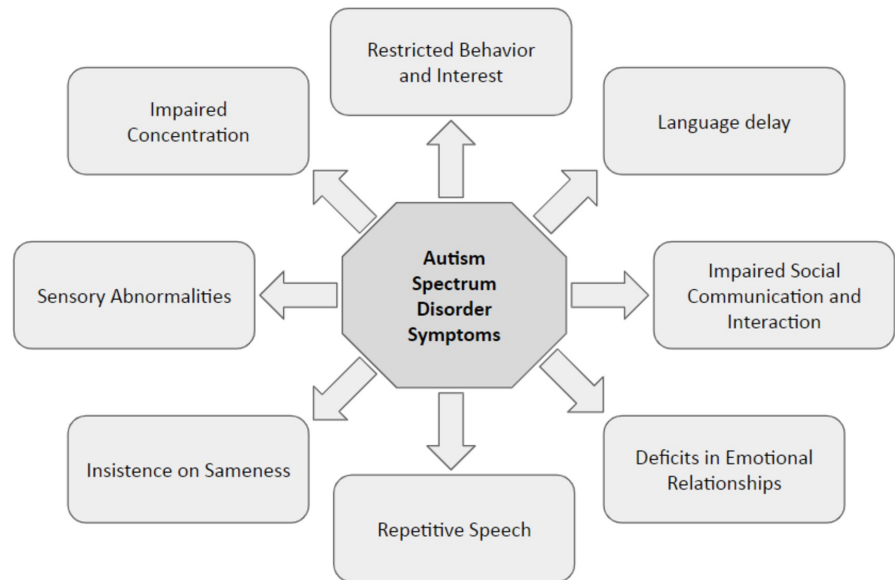 Restricted Behavior
and Interest
Impaired
Concentration
Language delay
Autism
Spectrum
Disorder
Symptoms
Sensory Abnormalities
Impaired Social
Communication and
Interaction
Insistence on Sameness
Deficits in Emotional
Relationships
Repetitive Speech